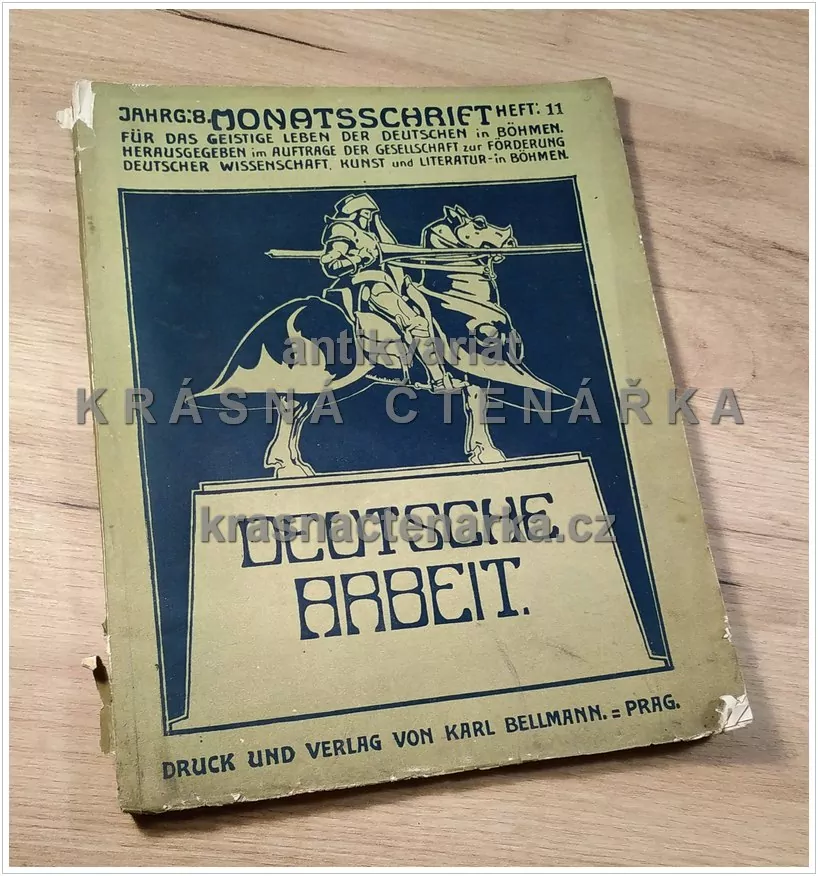 JAHRG:8. MONATSSCHRIFT HEFT: 11
FÜR DAS GEISTIGE LEBEN DER DEUTSCHEN in BÖHMEN.
HERAUSGEGEBEN im AUFTRAGE DER GESELLSCHAFT zur FÖRDERUNG
DEUTSCHER WISSENSCHAFT, KUNST und LITERATUR-in BÖHMEN.
antikvariát
KRÁSNÁ ČTENÁŘKA
krasnactenarka.cz
DEUTSCHE
ARBEIT.
DRUCK UND VERLAG VON KARL BELLMANN. = PRAG.